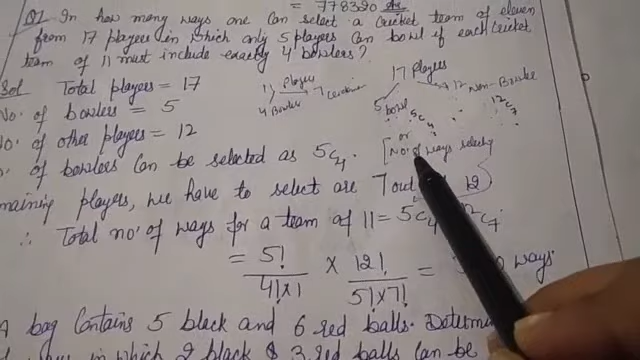 = 778320
Q7 In how many ways one can select a cricket team of eleven
from 17 players in which only 5 players can bowl if each cricket
team of 11 must include exactly 4 bowlers?
Sol Total players = 17
No. of bowlers = 5
No. of other players = 12
11 Players
4 Bowler 7
17 Players
5 bowl 12 Non-Bowler
5C4 12C7
or
No. of ways selecting
of bowlers can be selected as 5C4
maining players, we have to select are 7 out 12
∴ Total no. of ways for a team of 11 = 5C4 12C7
= 5!/4!×1 × 12!/5!×7! = ways
A bag contains 5 black and 6 red balls.
in which 2 black & 3 red balls can be